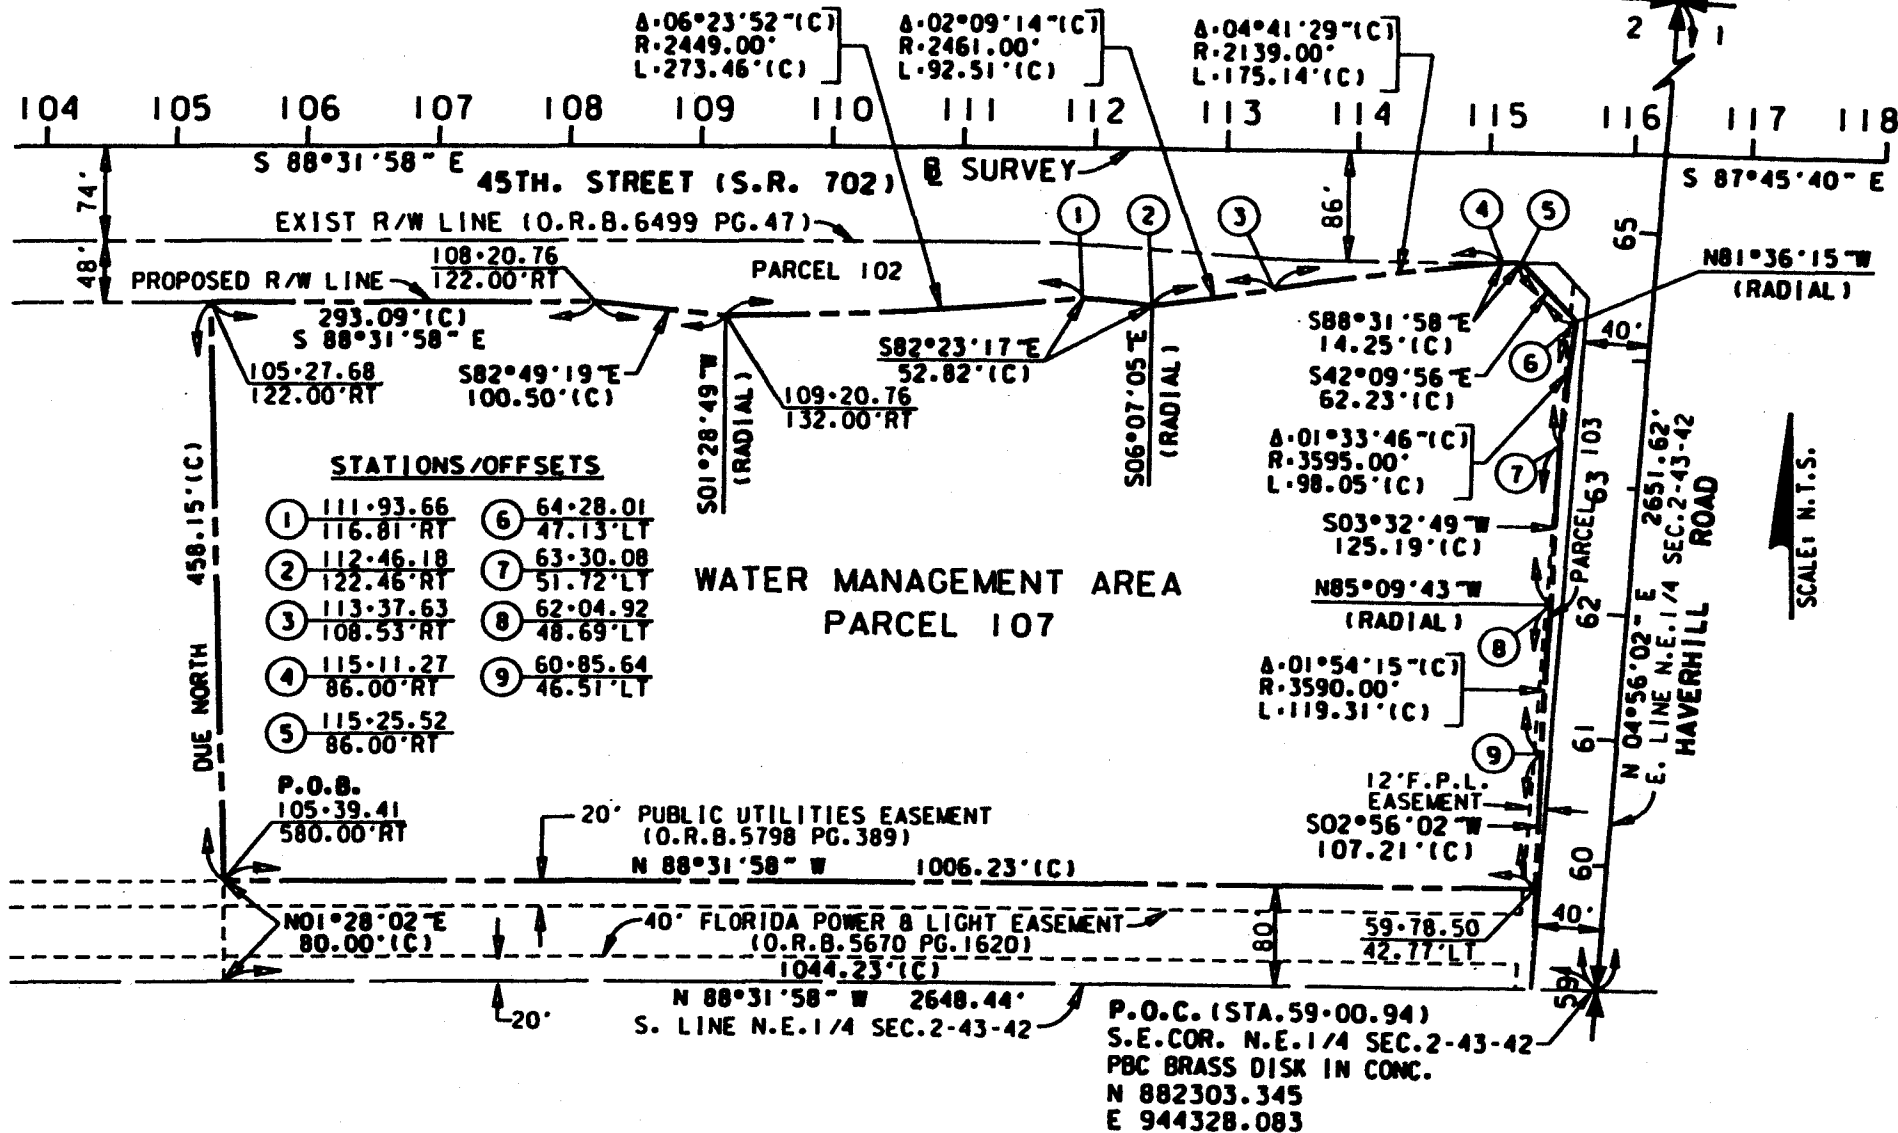 Δ·06°23'52"(C)
R·2449.00'
L·273.46'(C)
Δ·02°09'14"(C)
R·2461.00'
L·92.51'(C)
Δ·04°41'29"(C)
R·2139.00'
L·175.14'(C)
2 1
104 105 106 107 108 109 110 111 112 113 114 115 116 117 118
S 88°31'58" E
45TH. STREET (S.R. 702)
B SURVEY
S 87°45'40" E
74'
86'
EXIST R/W LINE (O.R.B.6499 PG.47)
1 2 3 4 5
65
48'
PROPOSED R/W LINE
108·20.76
122.00'RT
PARCEL 102
N81°36'15"W
(RADIAL)
293.09'(C)
S 88°31'58" E
105·27.68
122.00'RT
S82°49'19"E
100.50'(C)
S01°28'49"W
(RADIAL)
109·20.76
132.00'RT
S82°23'17"E
52.82'(C)
S06°07'05"E
(RADIAL)
S88°31'58"E
14.25'(C)
40'
6
S42°09'56"E
62.23'(C)
Δ·01°33'46"(C)
R·3595.00'
L·98.05'(C)
7
S03°32'49"W
125.19'(C)
PARCEL 103
63
N 04°56'02" E 2651.62'
E. LINE N.E.1/4 SEC.2-43-42
HAVERHILL ROAD
SCALE: N.T.S.
458.15'(C)
DUE NORTH
STATIONS/OFFSETS
1 111·93.66
116.81'RT
2 112·46.18
122.46'RT
3 113·37.63
108.53'RT
4 115·11.27
86.00'RT
5 115·25.52
86.00'RT
6 64·28.01
47.13'LT
7 63·30.08
51.72'LT
8 62·04.92
48.69'LT
9 60·85.64
46.51'LT
WATER MANAGEMENT AREA
PARCEL 107
N85°09'43"W
(RADIAL)
62
8
Δ·01°54'15"(C)
R·3590.00'
L·119.31'(C)
61
9
12'F.P.L.
EASEMENT
S02°56'02"W
107.21'(C)
60
P.O.B.
105·39.41
580.00'RT
20' PUBLIC UTILITIES EASEMENT
(O.R.B.5798 PG.389)
N 88°31'58" W 1006.23'(C)
N01°28'02"E
80.00'(C)
40' FLORIDA POWER & LIGHT EASEMENT
(O.R.B.5670 PG.1620)
80'
59·78.50
42.77'LT
40'
1044.23'(C)
N 88°31'58" W 2648.44'
S. LINE N.E.1/4 SEC.2-43-42
20'
59
P.O.C. (STA.59·00.94)
S.E.COR. N.E.1/4 SEC.2-43-42
PBC BRASS DISK IN CONC.
N 882303.345
E 944328.083